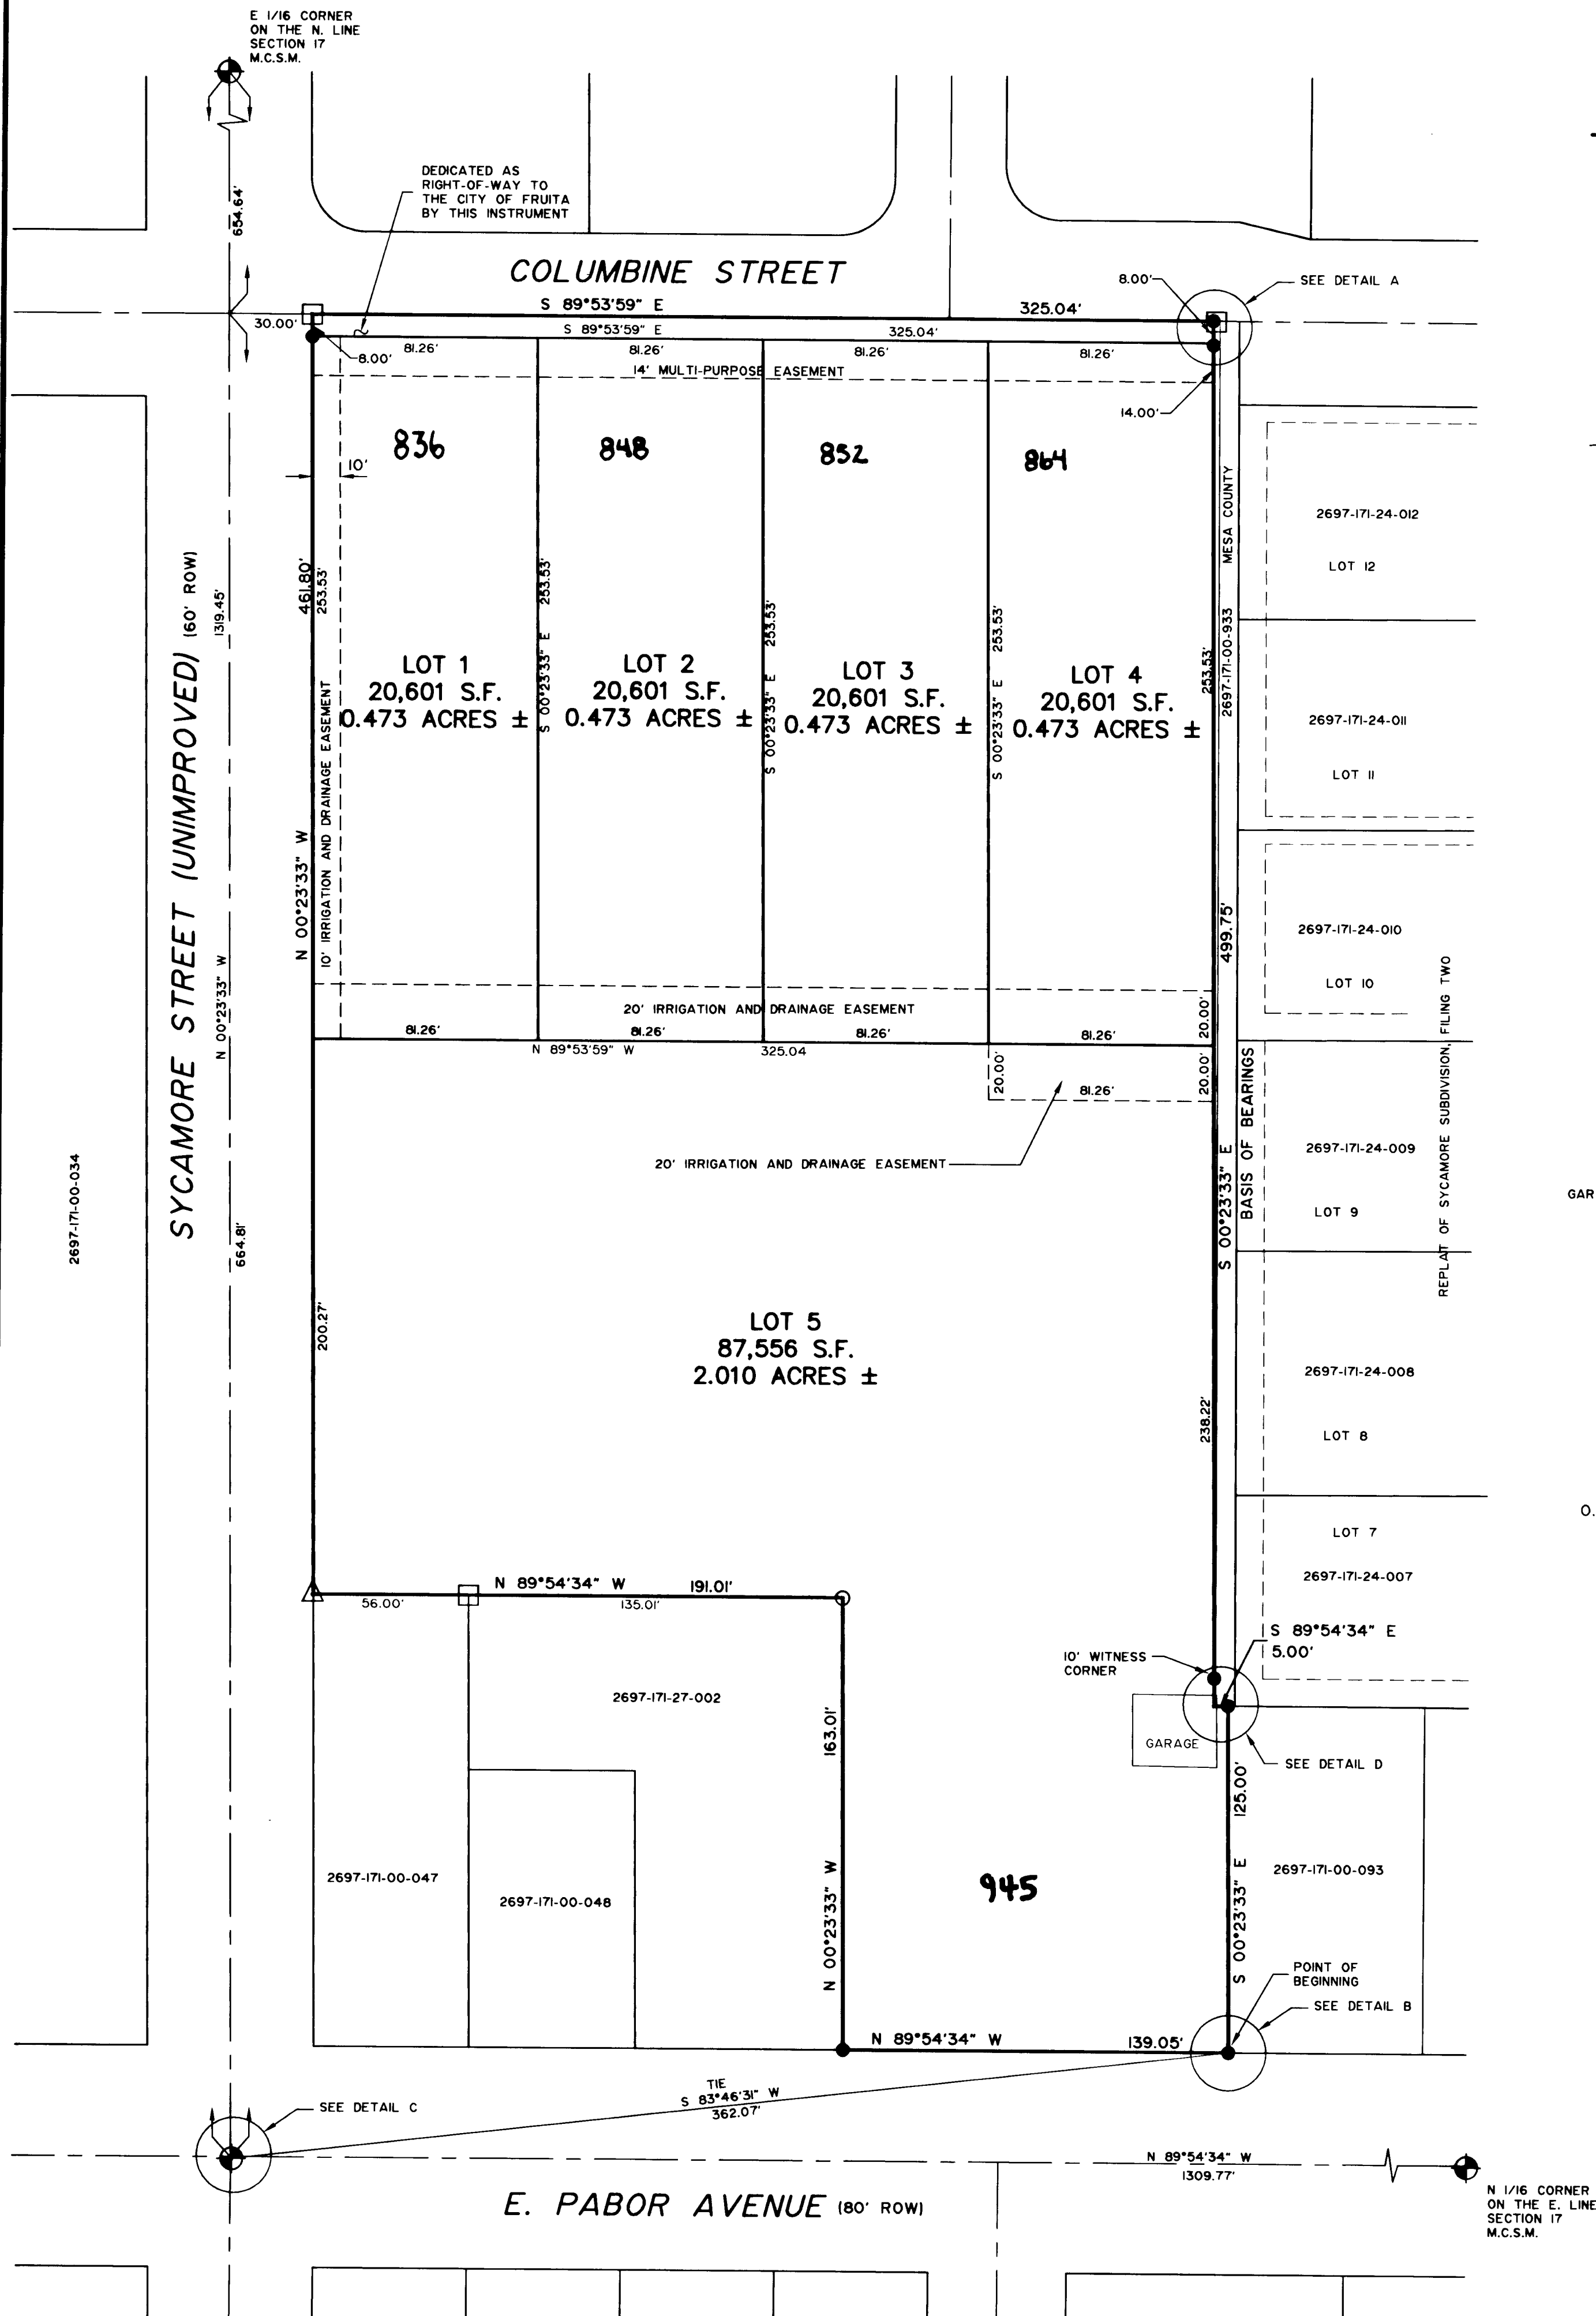 E 1/16 CORNER
ON THE N. LINE
SECTION 17
M.C.S.M.
654.64'
DEDICATED AS
RIGHT-OF-WAY TO
THE CITY OF FRUITA
BY THIS INSTRUMENT
COLUMBINE STREET
8.00'
SEE DETAIL A
S 89°53'59" E
325.04'
30.00'
S 89°53'59" E
325.04'
8.00'
81.26'
81.26'
81.26'
81.26'
14' MULTI-PURPOSE EASEMENT
14.00'
836
848
852
864
10'
MESA COUNTY
2697-171-00-933
2697-171-24-012
LOT 12
SYCAMORE STREET (UNIMPROVED) (60' ROW)
1319.45'
N 00°23'33" W
664.81'
461.80'
253.53'
N 00°23'33" W
10' IRRIGATION AND DRAINAGE EASEMENT
S 00°23'33" E 253.53'
S 00°23'33" E 253.53'
S 00°23'33" E 253.53'
253.53'
LOT 1
20,601 S.F.
0.473 ACRES ±
LOT 2
20,601 S.F.
0.473 ACRES ±
LOT 3
20,601 S.F.
0.473 ACRES ±
LOT 4
20,601 S.F.
0.473 ACRES ±
2697-171-24-011
LOT 11
499.75'
2697-171-24-010
LOT 10
REPLAT OF SYCAMORE SUBDIVISION, FILING TWO
20' IRRIGATION AND DRAINAGE EASEMENT
20.00'
81.26'
81.26'
81.26'
81.26'
N 89°53'59" W
325.04
20.00'
81.26'
20.00'
S 00°23'33" E
BASIS OF BEARINGS
20' IRRIGATION AND DRAINAGE EASEMENT
2697-171-24-009
LOT 9
GAR
2697-171-00-034
200.27'
LOT 5
87,556 S.F.
2.010 ACRES ±
238.22'
2697-171-24-008
LOT 8
O.
LOT 7
2697-171-24-007
N 89°54'34" W
191.01'
56.00'
135.01'
S 89°54'34" E
5.00'
10' WITNESS
CORNER
2697-171-27-002
163.01'
N 00°23'33" W
GARAGE
SEE DETAIL D
125.00'
S 00°23'33" E
2697-171-00-047
2697-171-00-048
945
2697-171-00-093
POINT OF
BEGINNING
SEE DETAIL B
N 89°54'34" W
139.05'
TIE
S 83°46'31" W
362.07'
SEE DETAIL C
N 89°54'34" W
1309.77'
E. PABOR AVENUE (80' ROW)
N 1/16 CORNER
ON THE E. LINE
SECTION 17
M.C.S.M.